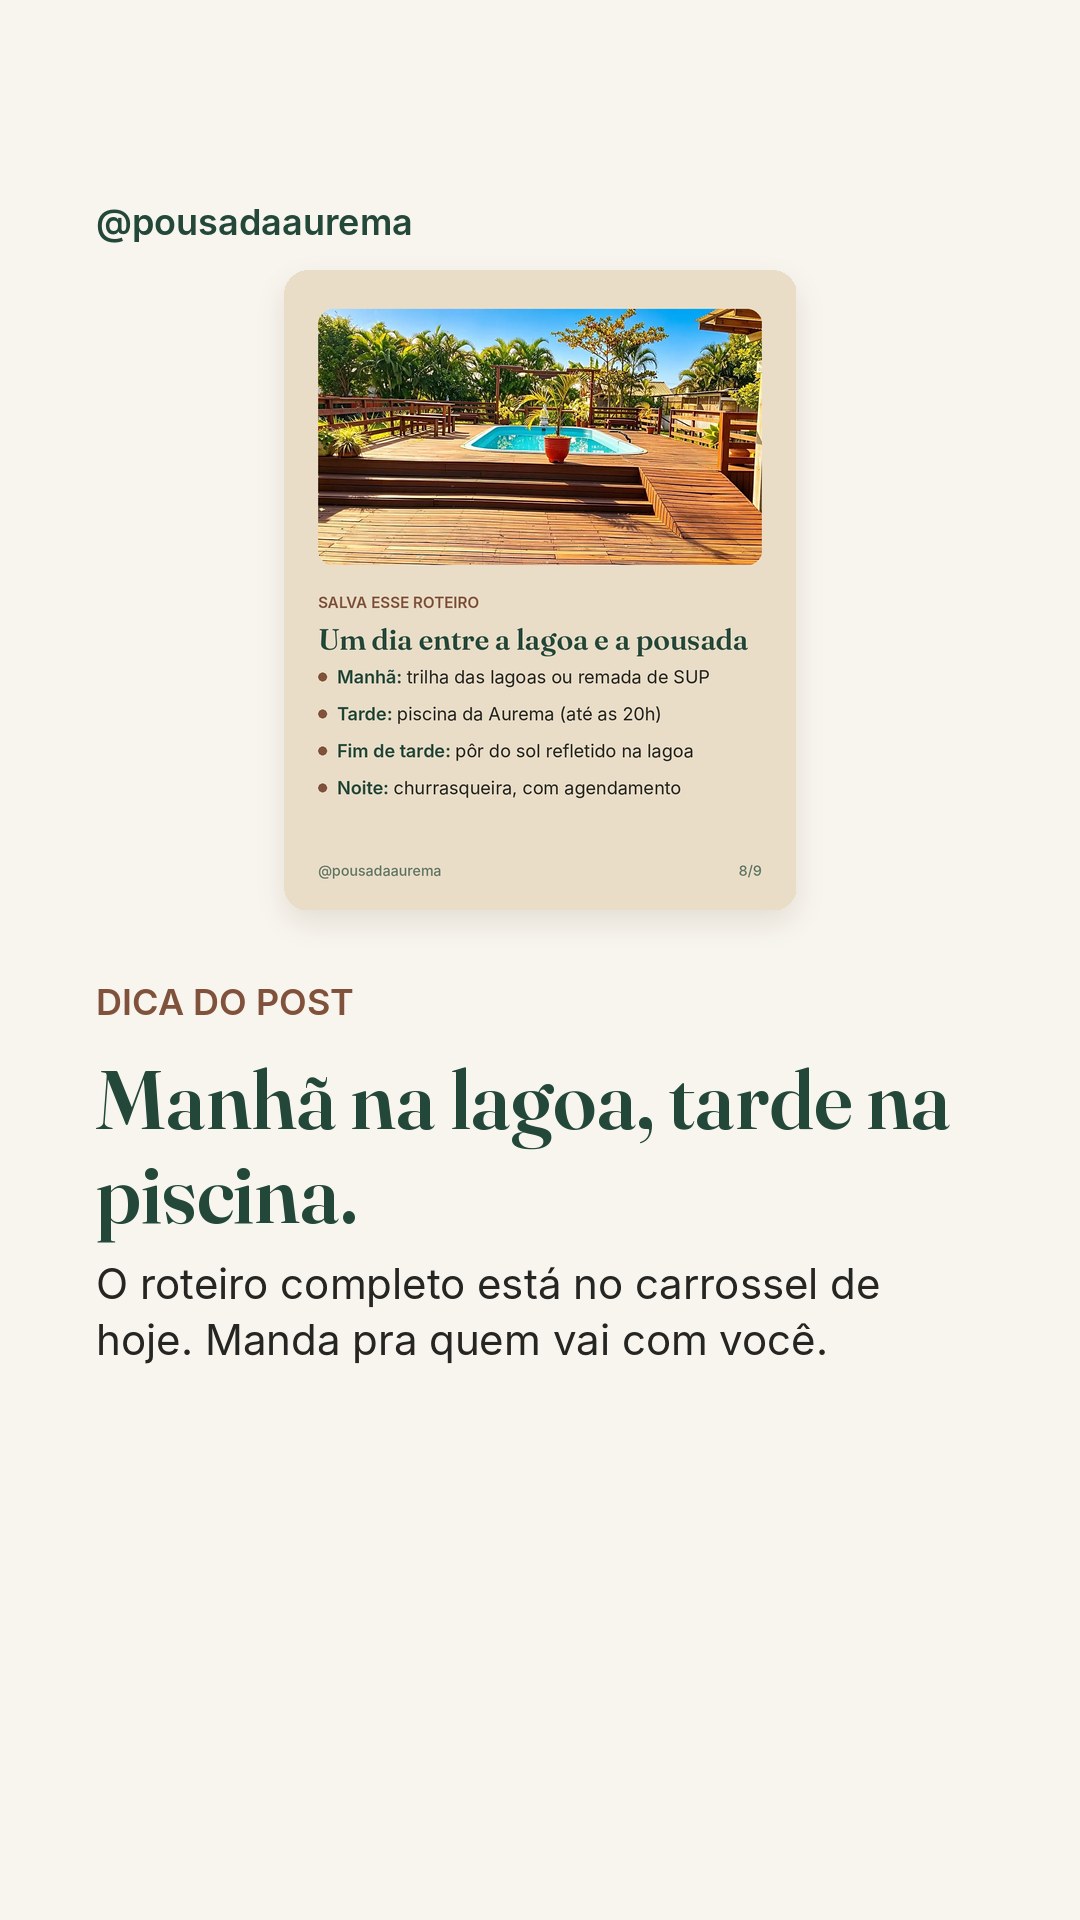 @pousadaaurema
SALVA ESSE ROTEIRO
Um dia entre a lagoa e a pousada
Manhã: trilha das lagoas ou remada de SUP
Tarde: piscina da Aurema (até as 20h)
Fim de tarde: pôr do sol refletido na lagoa
Noite: churrasqueira, com agendamento
@pousadaaurema 8/9
DICA DO POST
Manhã na lagoa, tarde na
piscina.
O roteiro completo está no carrossel de
hoje. Manda pra quem vai com você.